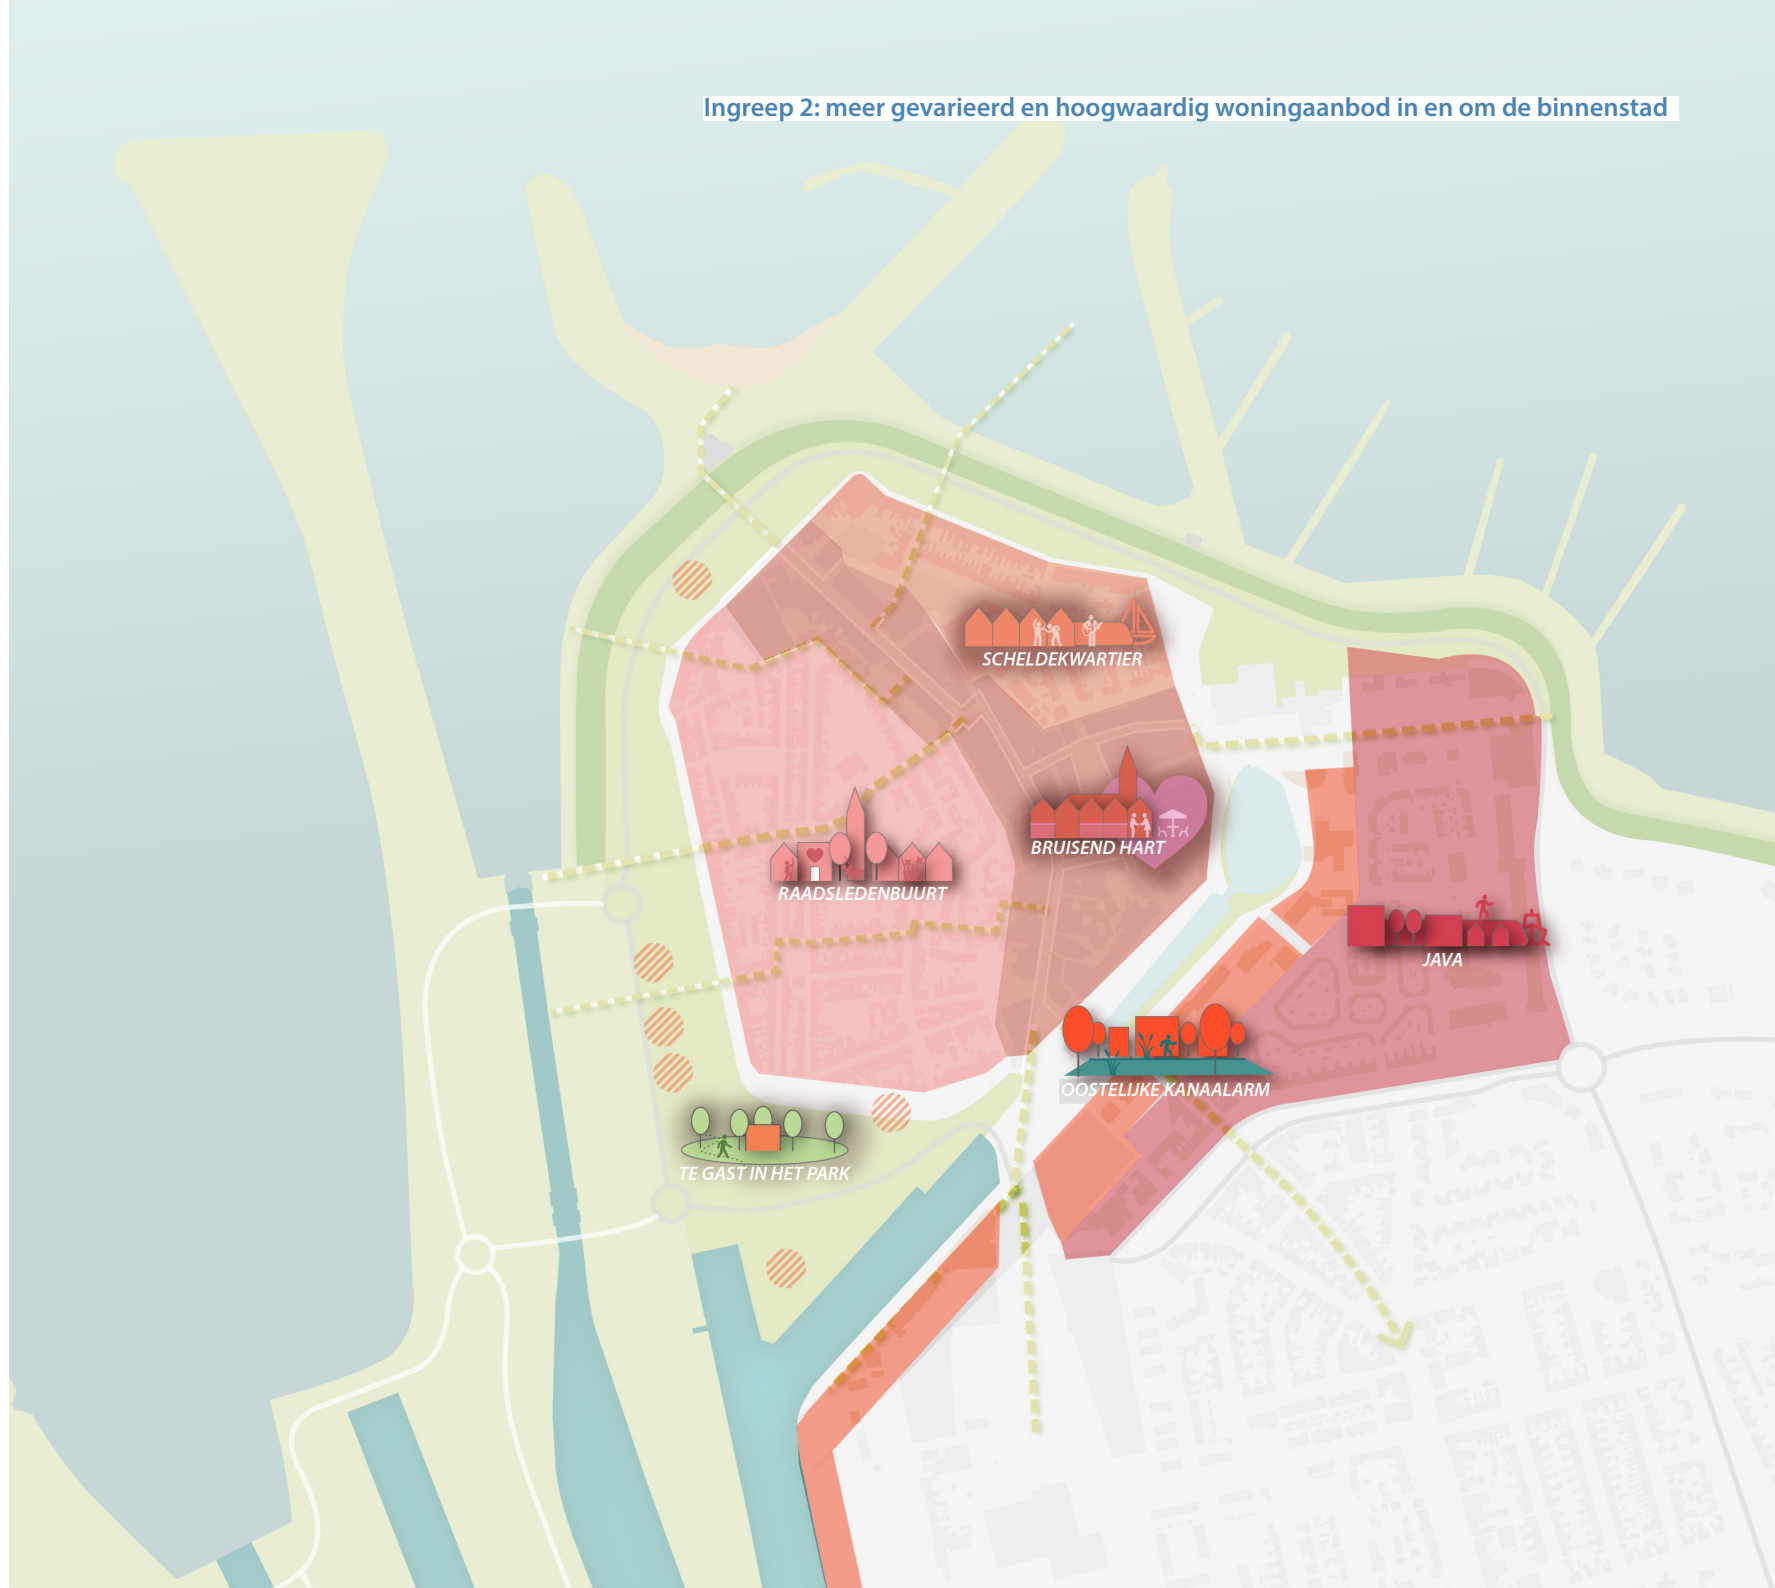 Ingreep 2: meer gevarieerd en hoogwaardig woningaanbod in en om de binnenstad
SCHELDEKWARTIER
BRUISEND HART
RAADSLEDENBUURT
JAVA
OOSTELIJKE KANAALARM
TE GAST IN HET PARK